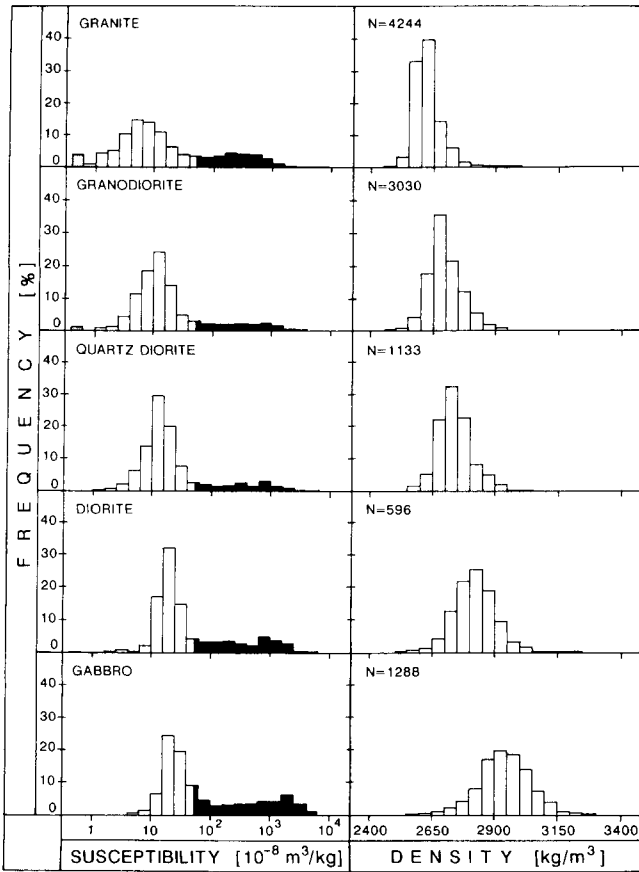 GRANITE
N=4244
40
30
20
10
0
GRANODIORITE
N=3030
40
30
20
10
0
QUARTZ DIORITE
N=1133
40
30
20
10
0
DIORITE
N=596
40
30
20
10
0
GABBRO
N=1288
40
30
20
10
0
FREQUENCY [%]
1 10 10² 10³ 10⁴
2400 2650 2900 3150 3400
SUSCEPTIBILITY [10⁻⁸ m³/kg]
DENSITY [kg/m³]